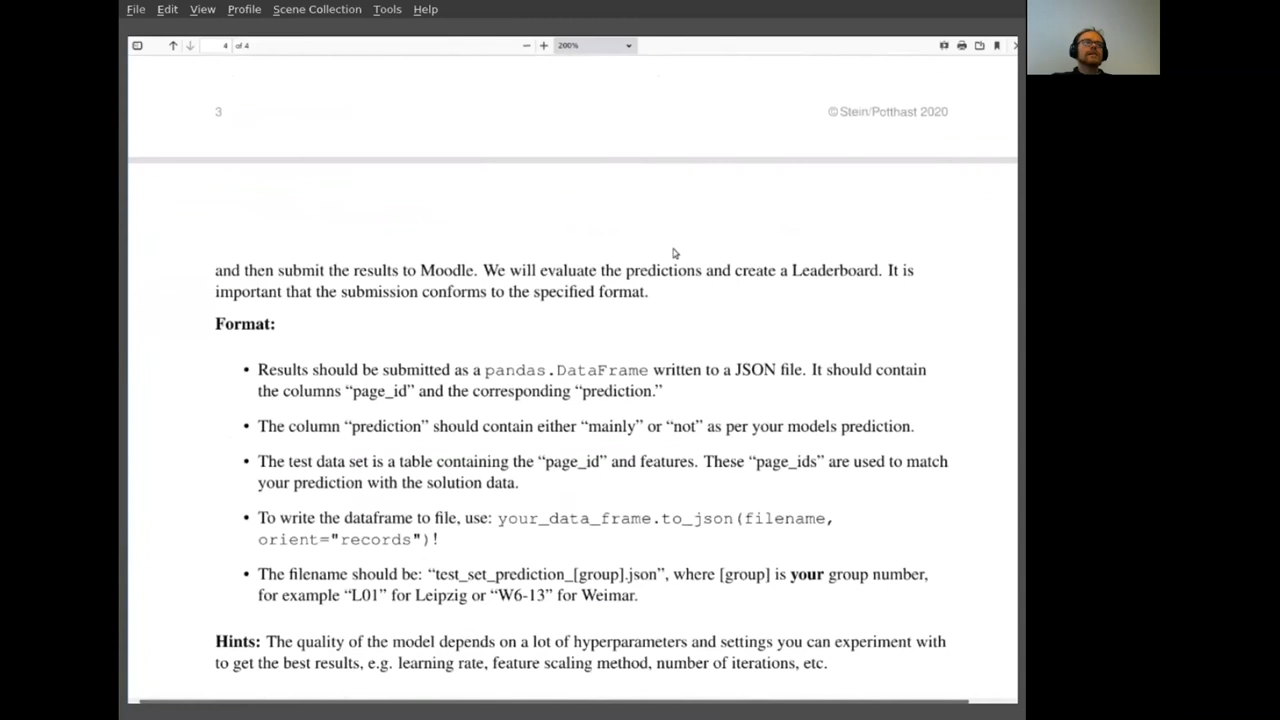 File Edit View Profile Scene Collection Tools Help
4 of 4 200%
3 © Stein/Potthast 2020
and then submit the results to Moodle. We will evaluate the predictions and create a Leaderboard. It is
important that the submission conforms to the specified format.
Format:
• Results should be submitted as a pandas.DataFrame written to a JSON file. It should contain
the columns “page_id” and the corresponding “prediction.”
• The column “prediction” should contain either “mainly” or “not” as per your models prediction.
• The test data set is a table containing the “page_id” and features. These “page_ids” are used to match
your prediction with the solution data.
• To write the dataframe to file, use: your_data_frame.to_json(filename,
orient="records")!
• The filename should be: “test_set_prediction_[group].json”, where [group] is your group number,
for example “L01” for Leipzig or “W6-13” for Weimar.
Hints: The quality of the model depends on a lot of hyperparameters and settings you can experiment with
to get the best results, e.g. learning rate, feature scaling method, number of iterations, etc.